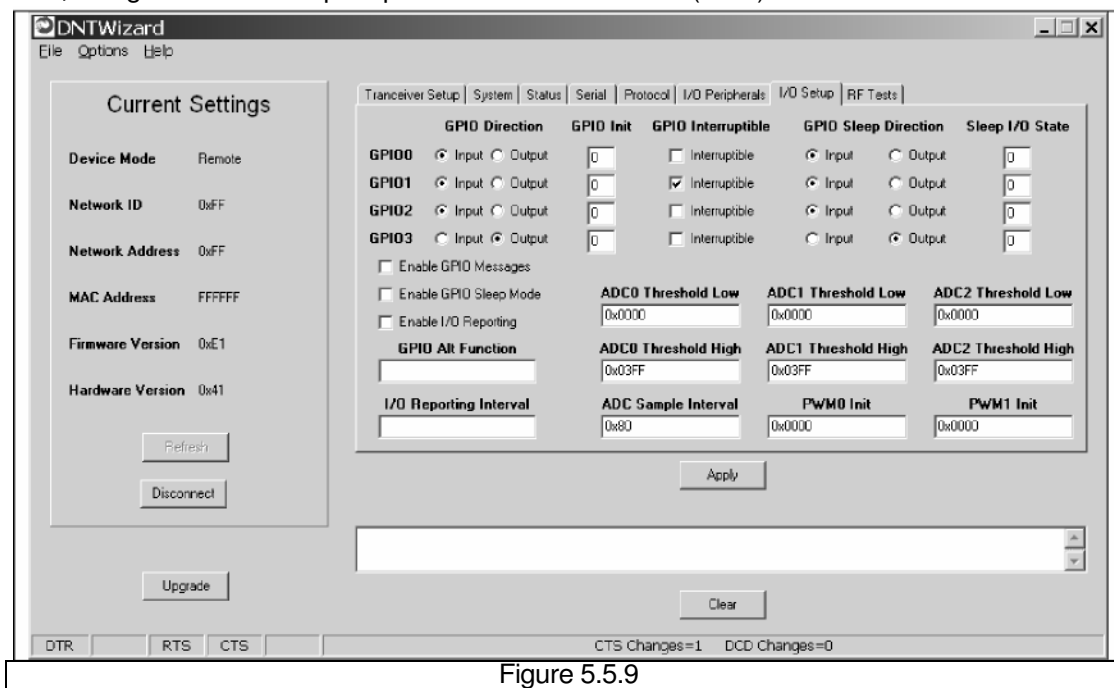 DNTWizard
File Options Help
Current Settings
Device Mode Remote
Network ID 0xFF
Network Address 0xFF
MAC Address FFFFFF
Firmware Version 0xE1
Hardware Version 0x41
Refresh
Disconnect
Upgrade
Tranceiver Setup System Status Serial Protocol I/O Peripherals I/O Setup RF Tests
GPIO Direction GPIO Init GPIO Interruptible GPIO Sleep Direction Sleep I/O State
GPIO0 Input Output 0 Interruptible Input Output 0
GPIO1 Input Output 0 Interruptible Input Output 0
GPIO2 Input Output 0 Interruptible Input Output 0
GPIO3 Input Output 0 Interruptible Input Output 0
Enable GPIO Messages
Enable GPIO Sleep Mode
Enable I/O Reporting
ADC0 Threshold Low ADC1 Threshold Low ADC2 Threshold Low
0x0000 0x0000 0x0000
GPIO Alt Function ADC0 Threshold High ADC1 Threshold High ADC2 Threshold High
0x03FF 0x03FF 0x03FF
I/O Reporting Interval ADC Sample Interval PWM0 Init PWM1 Init
0x80 0x0000 0x0000
Apply
Clear
DTR RTS CTS CTS Changes=1 DCD Changes=0
Figure 5.5.9